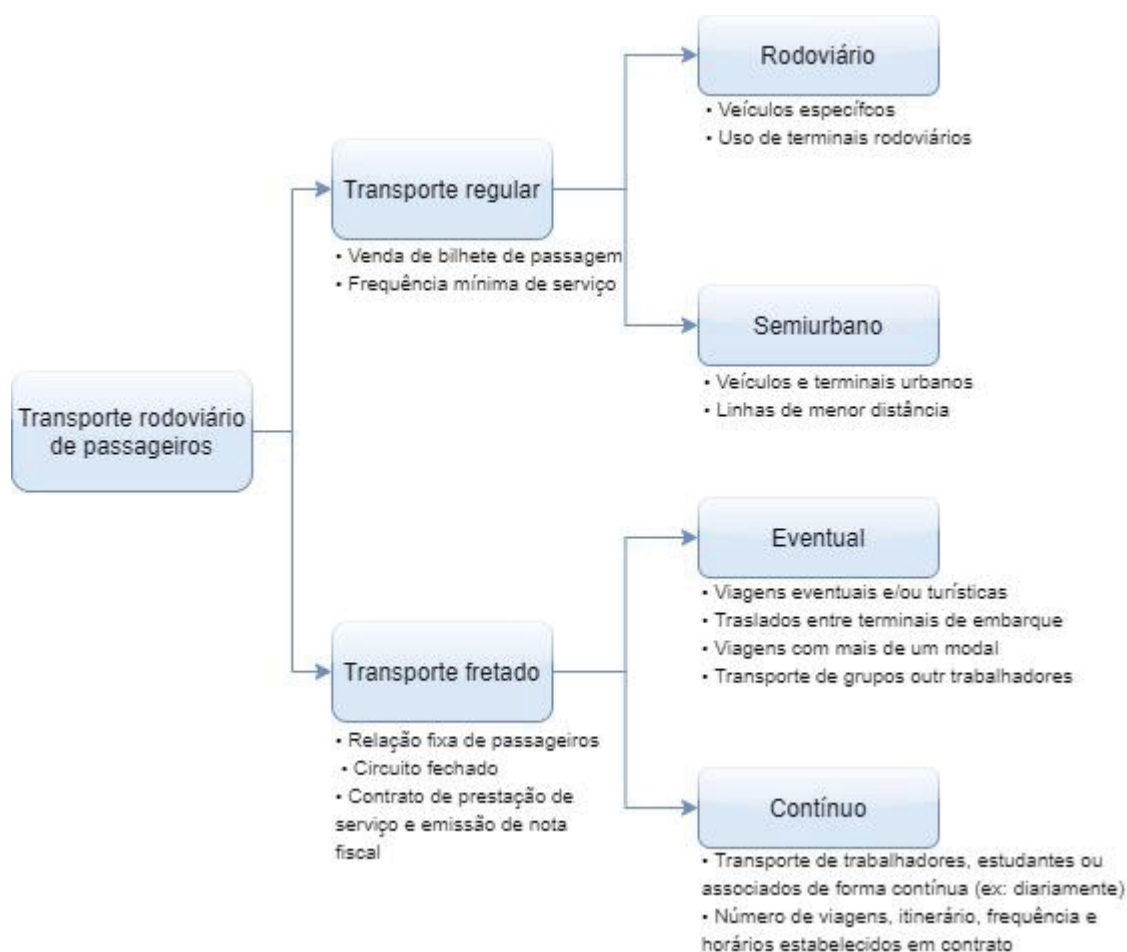 Rodoviário
• Veículos específcos
• Uso de terminais rodoviários
Transporte regular
• Venda de bilhete de passagem
• Frequência mínima de serviço
Semiurbano
• Veículos e terminais urbanos
• Linhas de menor distância
Transporte rodoviário
de passageiros
Eventual
• Viagens eventuais e/ou turísticas
• Traslados entre terminais de embarque
• Viagens com mais de um modal
• Transporte de grupos outr trabalhadores
Transporte fretado
• Relação fixa de passageiros
• Circuito fechado
• Contrato de prestação de
serviço e emissão de nota
fiscal
Contínuo
• Transporte de trabalhadores, estudantes ou
associados de forma contínua (ex: diariamente)
• Número de viagens, itinerário, frequência e
horários estabelecidos em contrato